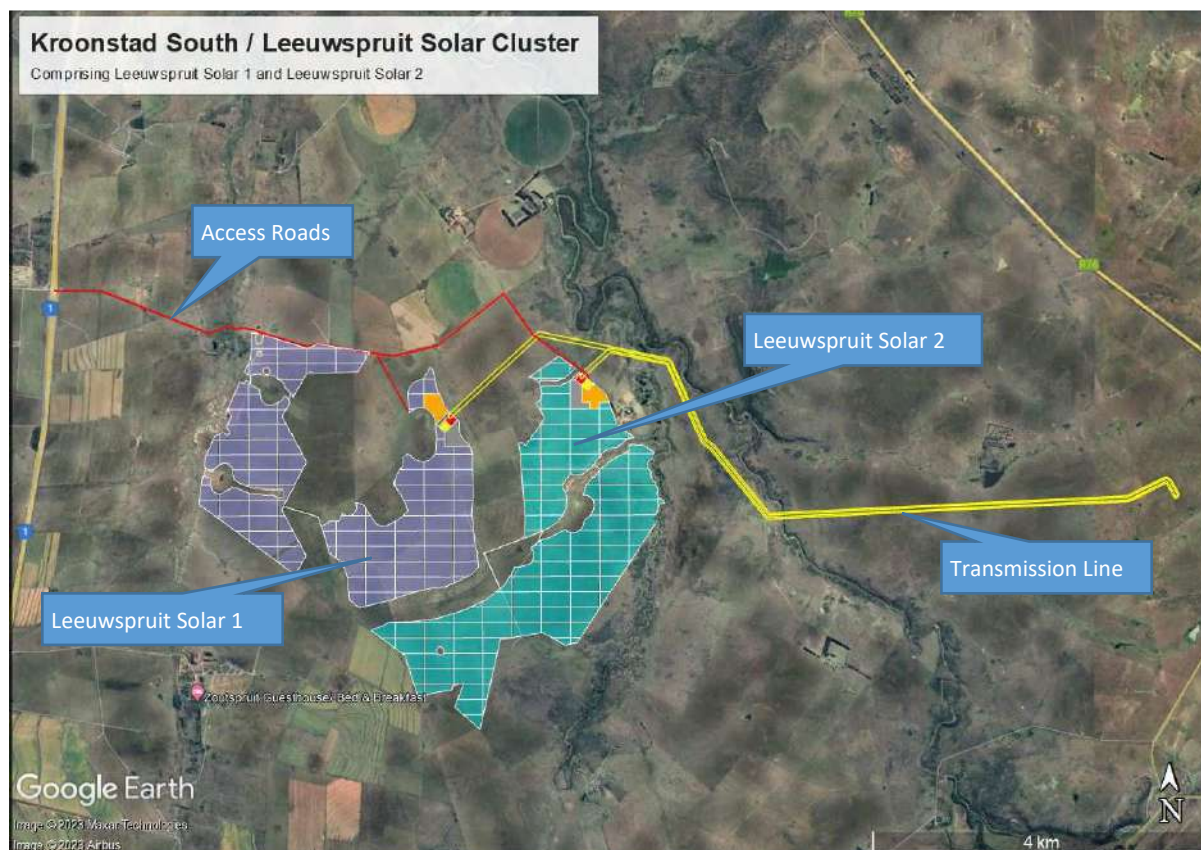 Kroonstad South / Leeuwspruit Solar Cluster
Comprising Leeuwspruit Solar 1 and Leeuwspruit Solar 2
Access Roads
R76
1
Leeuwspruit Solar 2
1
Transmission Line
Leeuwspruit Solar 1
Zoutspruit Guesthouse/ Bed & Breakfast
Google Earth
N
Image © 2023 Maxar Technologies
Image © 2023 Airbus
4 km